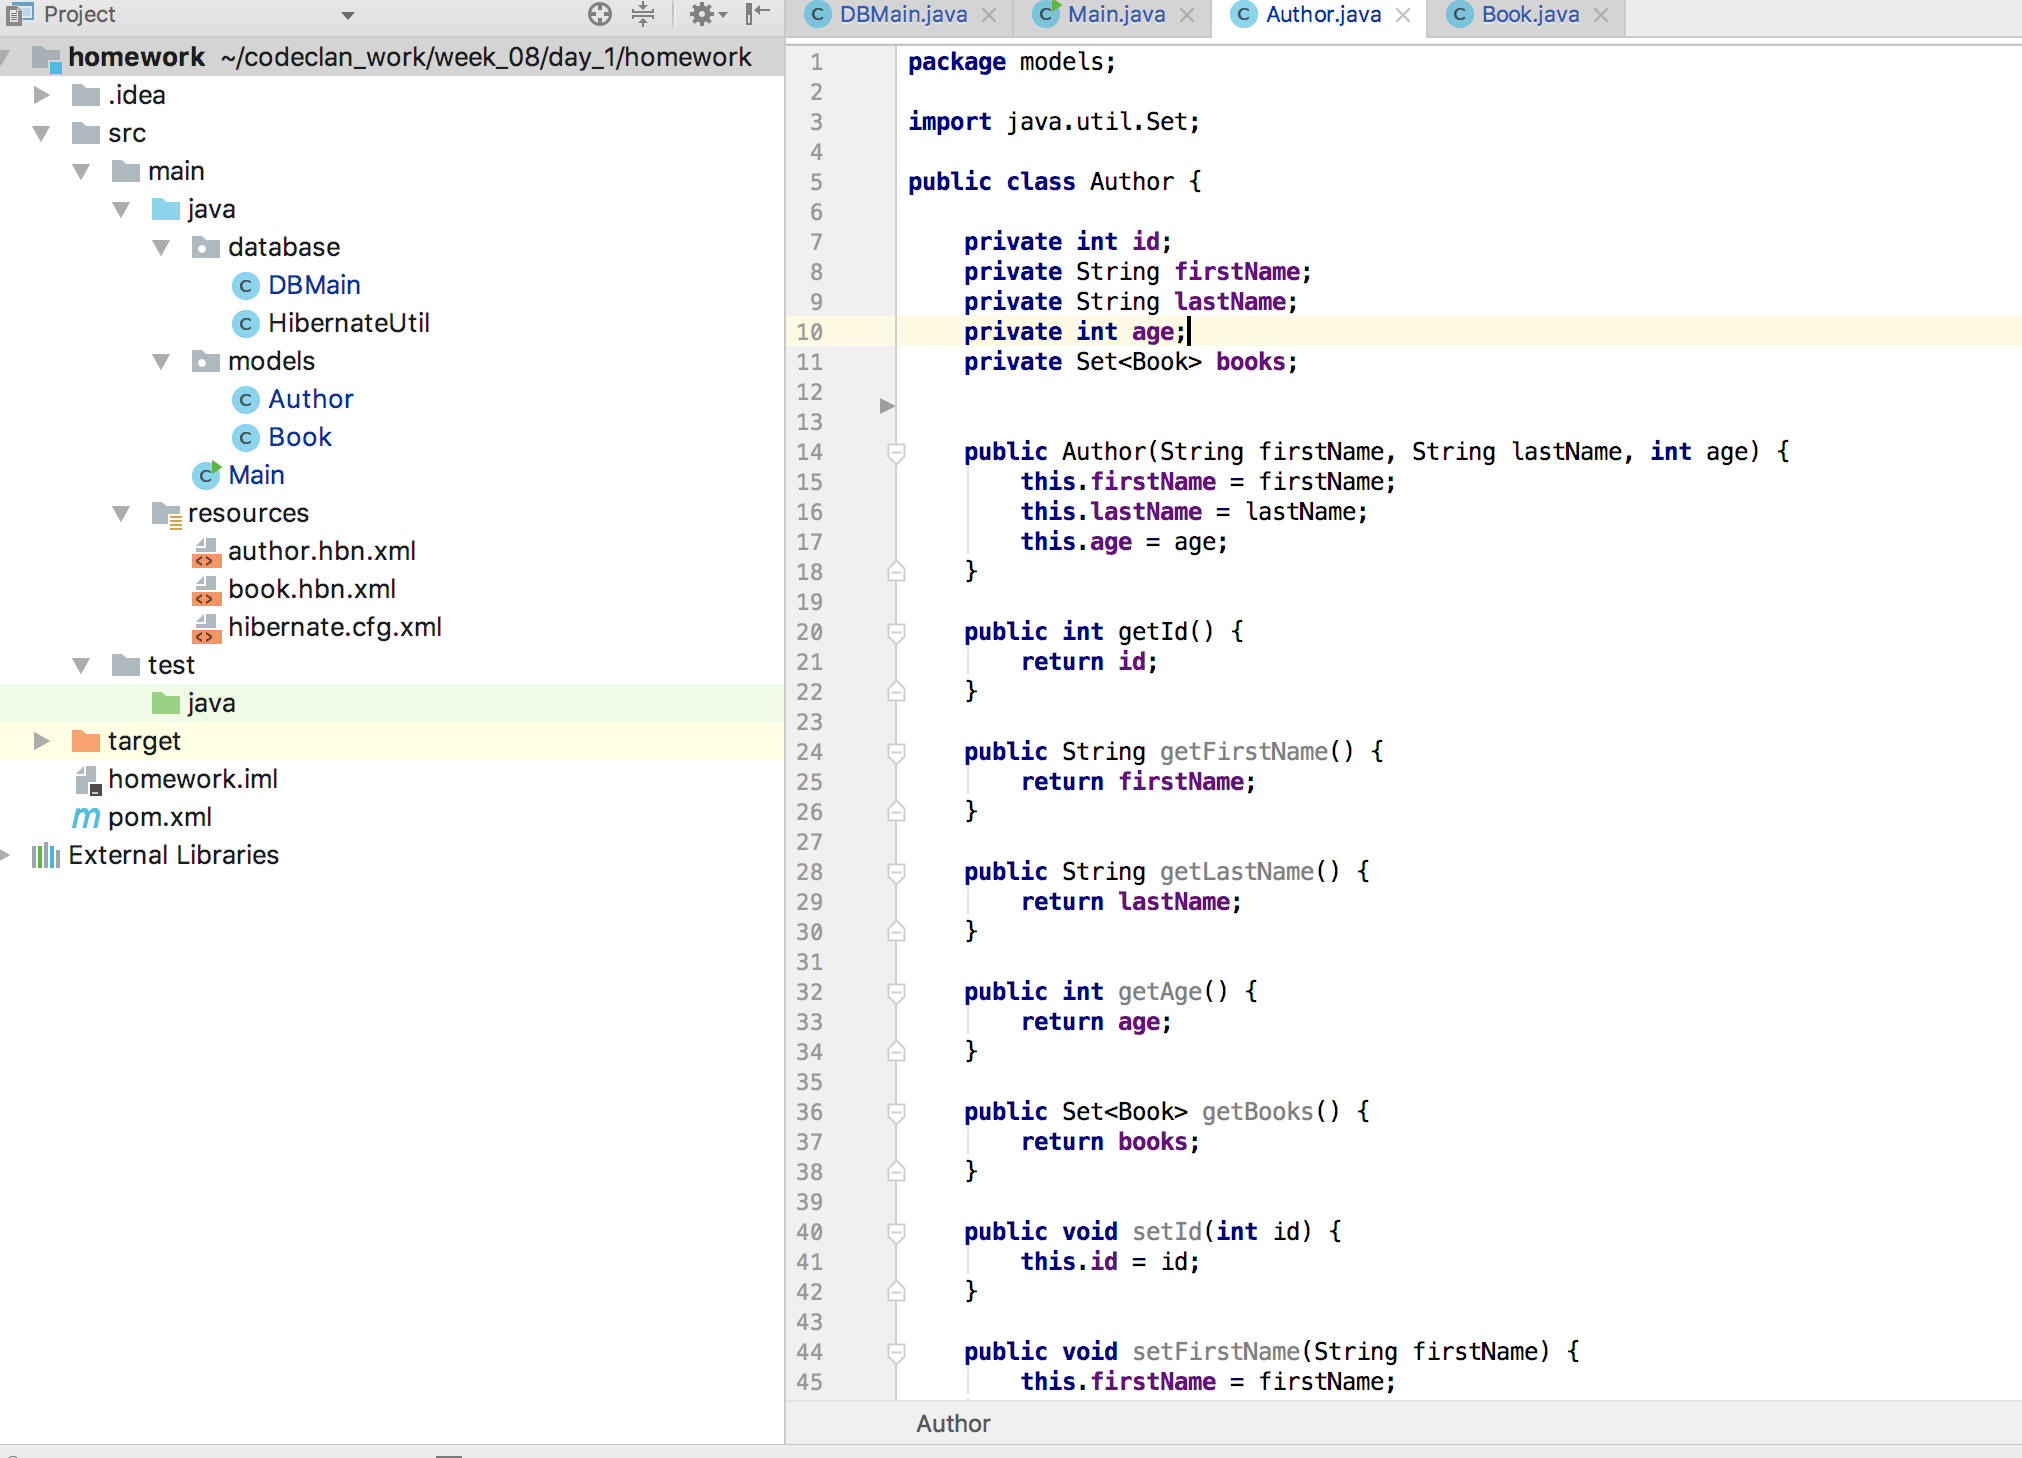 Project
homework ~/codeclan_work/week_08/day_1/homework
.idea
src
main
java
database
DBMain
HibernateUtil
models
Author
Book
Main
resources
author.hbn.xml
book.hbn.xml
hibernate.cfg.xml
test
java
target
homework.iml
pom.xml
External Libraries
DBMain.java
Main.java
Author.java
Book.java
1 package models;
2
3 import java.util.Set;
4
5 public class Author {
6
7     private int id;
8     private String firstName;
9     private String lastName;
10     private int age;
11     private Set<Book> books;
12
13
14     public Author(String firstName, String lastName, int age) {
15         this.firstName = firstName;
16         this.lastName = lastName;
17         this.age = age;
18     }
19
20     public int getId() {
21         return id;
22     }
23
24     public String getFirstName() {
25         return firstName;
26     }
27
28     public String getLastName() {
29         return lastName;
30     }
31
32     public int getAge() {
33         return age;
34     }
35
36     public Set<Book> getBooks() {
37         return books;
38     }
39
40     public void setId(int id) {
41         this.id = id;
42     }
43
44     public void setFirstName(String firstName) {
45         this.firstName = firstName;
Author